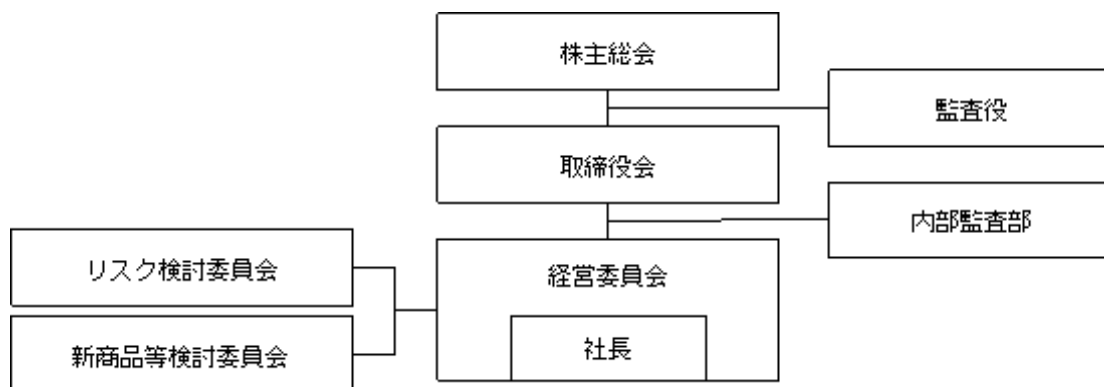 株主総会
監査役
取締役会
内部監査部
リスク検討委員会
経営委員会
新商品等検討委員会
社長